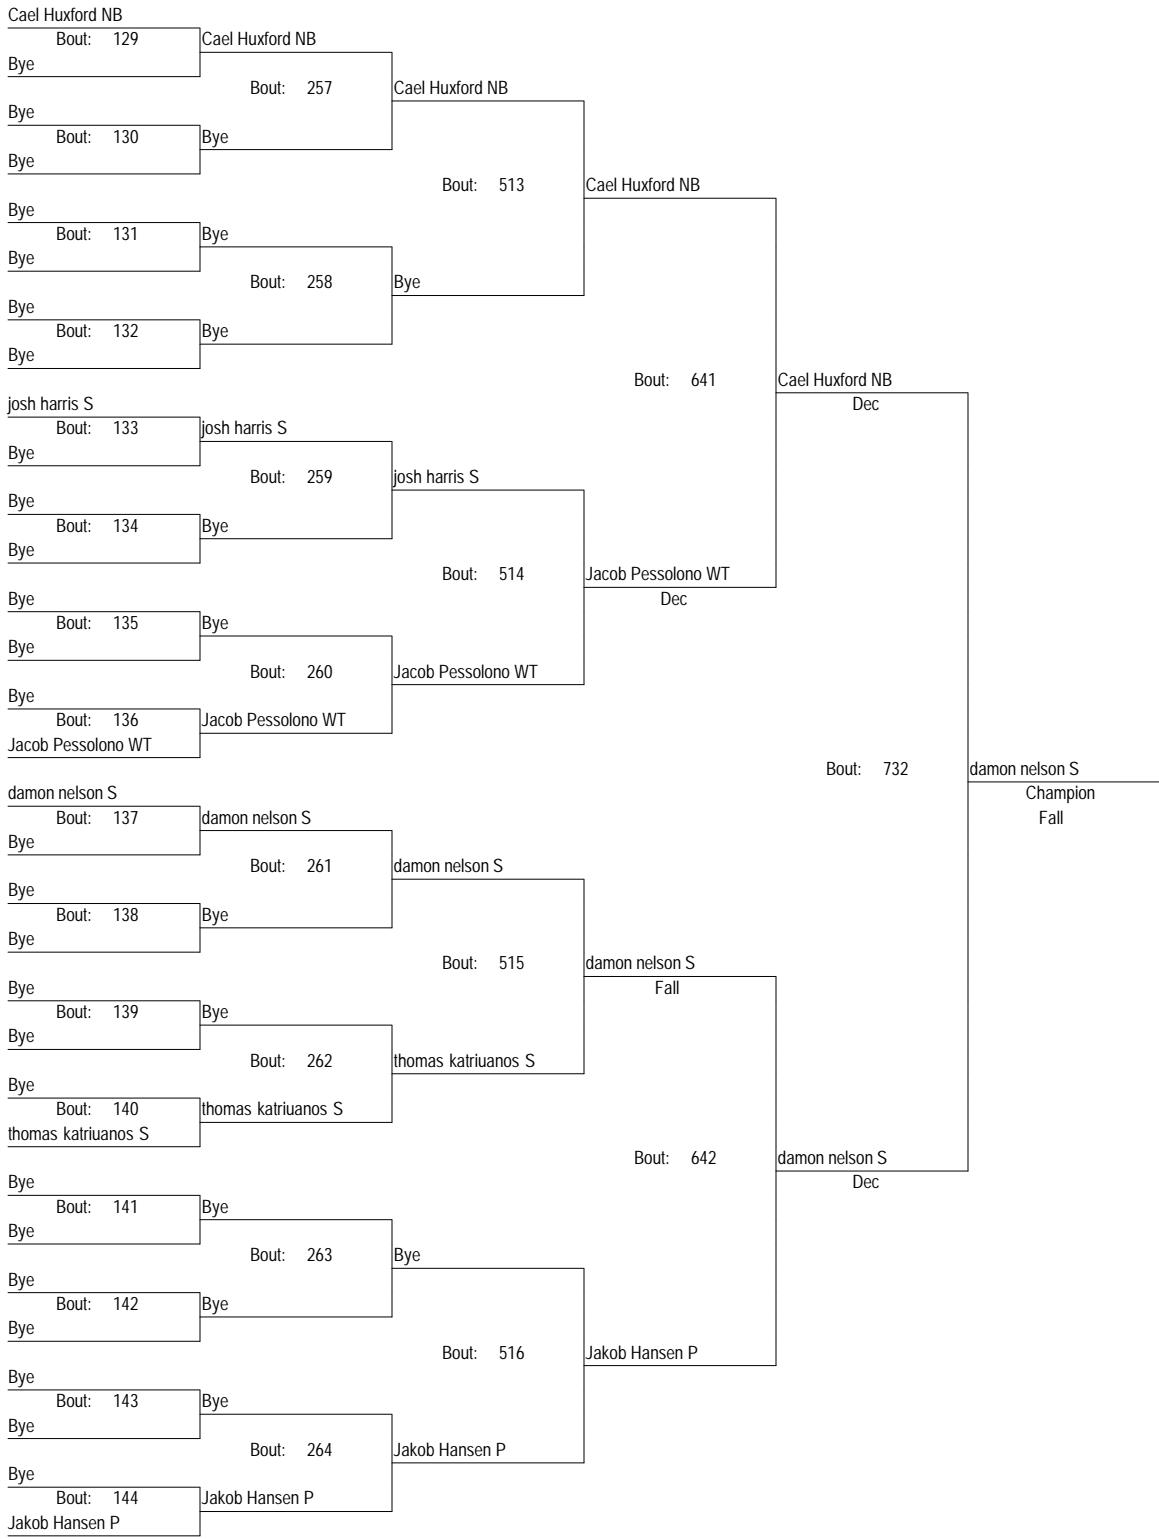 Cael Huxford NB
Bout: 129 Cael Huxford NB
Bye
Bout: 257 Cael Huxford NB
Bye
Bout: 130 Bye
Bye
Bout: 513 Cael Huxford NB
Bye
Bout: 131 Bye
Bye
Bout: 258 Bye
Bye
Bout: 132 Bye
Bye
Bout: 641 Cael Huxford NB
Dec
josh harris S
Bout: 133 josh harris S
Bye
Bout: 259 josh harris S
Bye
Bout: 134 Bye
Bye
Bout: 514 Jacob Pessolono WT
Dec
Bye
Bout: 135 Bye
Bye
Bout: 260 Jacob Pessolono WT
Bye
Bout: 136 Jacob Pessolono WT
Jacob Pessolono WT
Bout: 732 damon nelson S
Champion
Fall
damon nelson S
Bout: 137 damon nelson S
Bye
Bout: 261 damon nelson S
Bye
Bout: 138 Bye
Bye
Bout: 515 damon nelson S
Fall
Bye
Bout: 139 Bye
Bye
Bout: 262 thomas katriuanos S
Bye
Bout: 140 thomas katriuanos S
thomas katriuanos S
Bout: 642 damon nelson S
Dec
Bye
Bout: 141 Bye
Bye
Bout: 263 Bye
Bye
Bout: 142 Bye
Bye
Bout: 516 Jakob Hansen P
Bye
Bout: 143 Bye
Bye
Bout: 264 Jakob Hansen P
Bye
Bout: 144 Jakob Hansen P
Jakob Hansen P